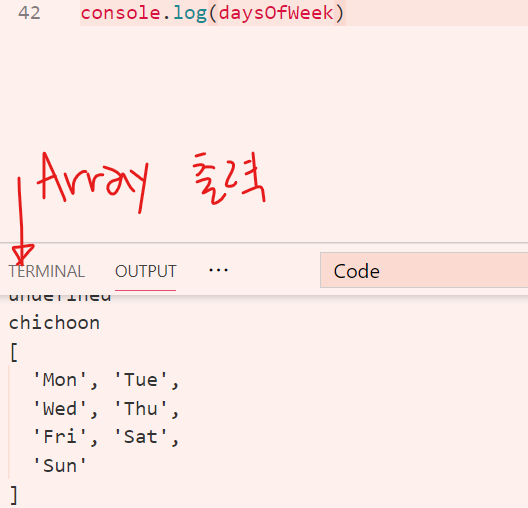 42 console.log(daysOfWeek)
Array 출력
TERMINAL OUTPUT ··· Code
undefined
chichoon
[
'Mon', 'Tue',
'Wed', 'Thu',
'Fri', 'Sat',
'Sun'
]